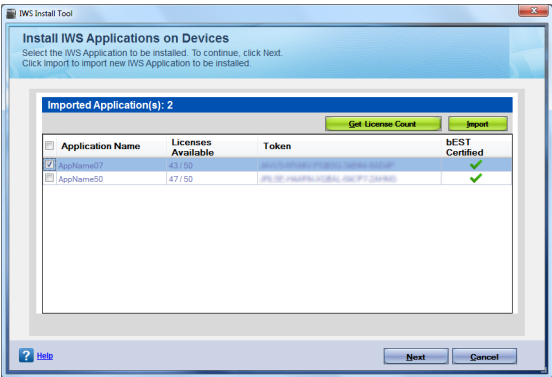 IWS Install Tool
Install IWS Applications on Devices
Select the IWS Application to be installed. To continue, click Next.
Click Import to import new IWS Application to be installed.
Imported Application(s): 2
Get License Count
Import
Application Name
Licenses Available
Token
bEST Certified
AppName07
43 / 50
AppName50
47 / 50
?
Help
Next
Cancel